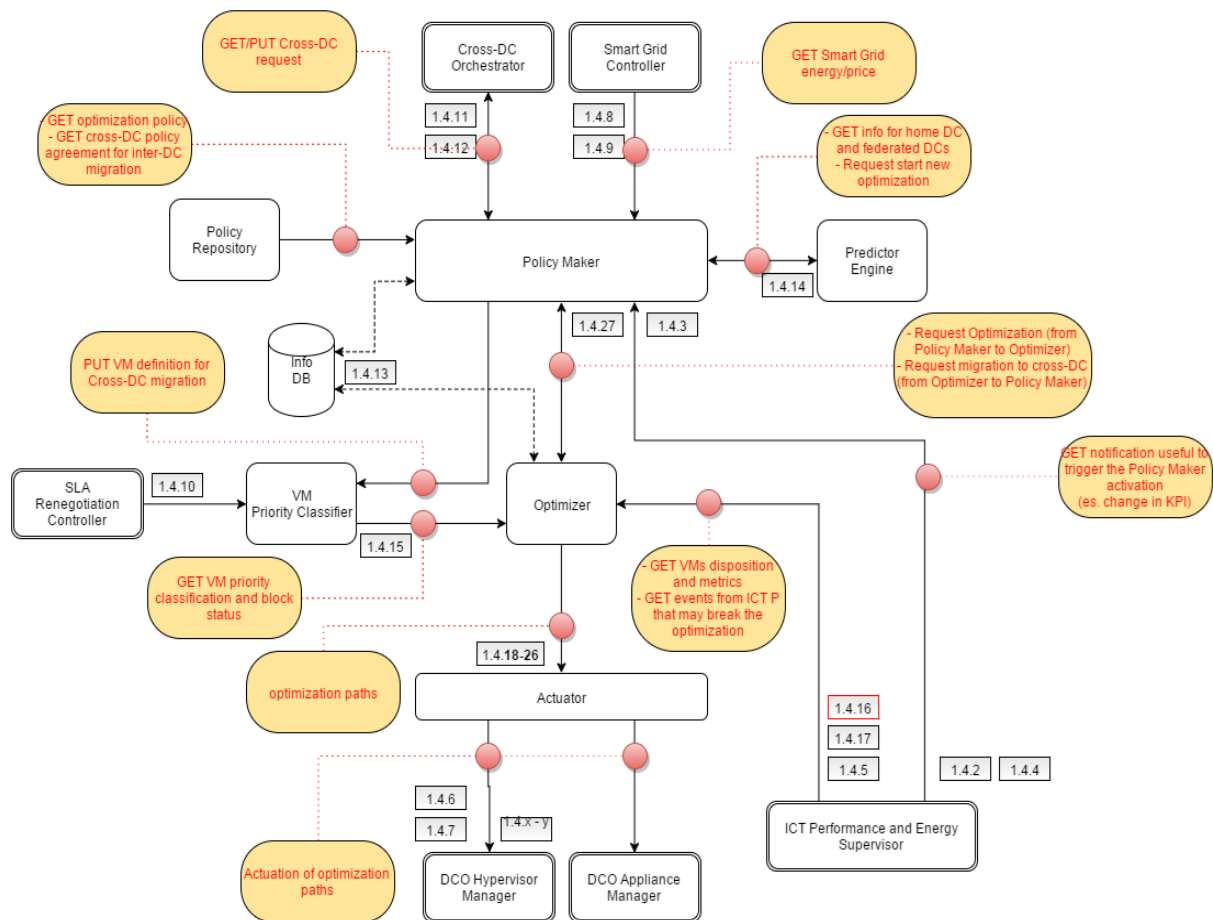 GET/PUT Cross-DC
request
Cross-DC
Orchestrator
Smart Grid
Controller
GET Smart Grid
energy/price
1.4.11
1.4.12
1.4.8
1.4.9
- GET optimization policy
- GET cross-DC policy
agreement for inter-DC
migration
- GET info for home DC
and federated DCs
- Request start new
optimization
Policy
Repository
Policy Maker
Predictor
Engine
1.4.14
1.4.27
1.4.3
Info
DB
1.4.13
PUT VM definition for
Cross-DC migration
- Request Optimization (from
Policy Maker to Optimizer)
- Request migration to cross-DC
(from Optimizer to Policy Maker)
SLA
Renegotiation
Controller
1.4.10
VM
Priority Classifier
Optimizer
GET notification useful to
trigger the Policy Maker
activation
(es. change in KPI)
1.4.15
GET VM priority
classification and block
status
- GET VMs disposition
and metrics
- GET events from ICT P
that may break the
optimization
1.4.18-26
optimization paths
Actuator
1.4.16
1.4.17
1.4.5
1.4.2
1.4.4
1.4.6
1.4.7
1.4.x - y
ICT Performance and Energy
Supervisor
Actuation of optimization
paths
DCO Hypervisor
Manager
DCO Appliance
Manager